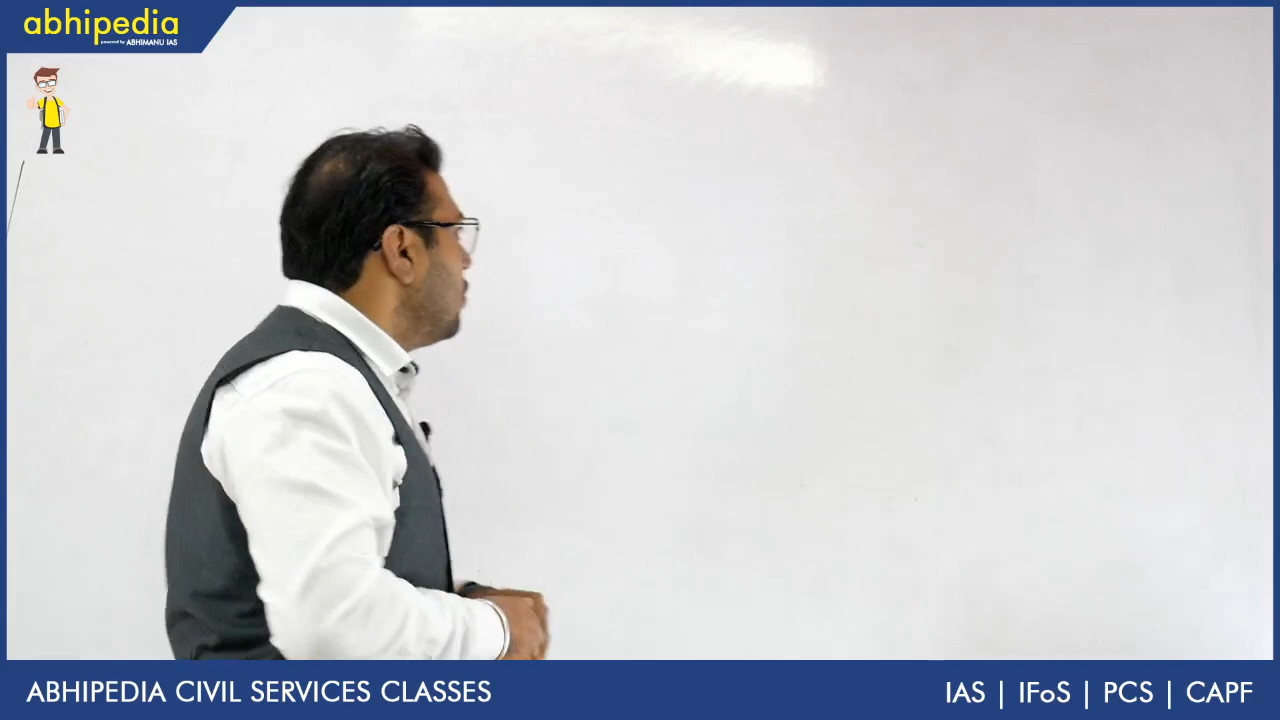 abhipedia
powered by ABHIMANU IAS
ABHIPEDIA CIVIL SERVICES CLASSES
IAS | IFoS | PCS | CAPF